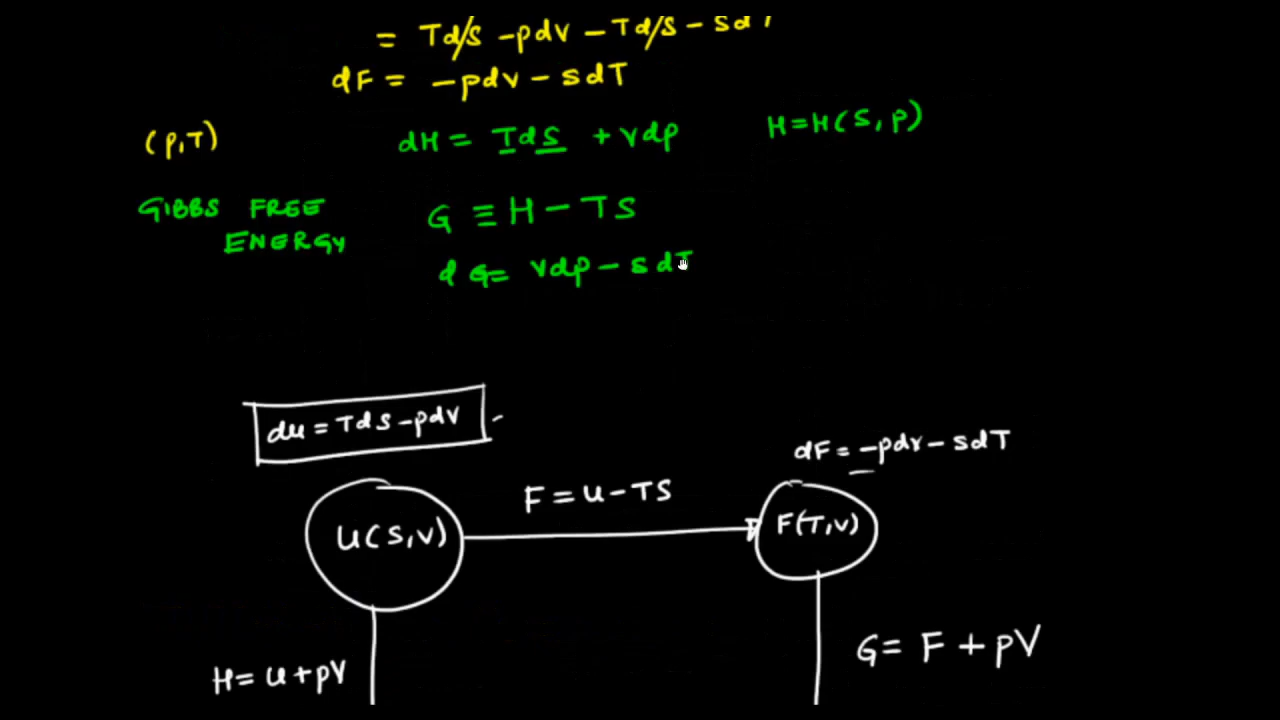 = TdS - pdv - TdS - sdT
dF = -pdv - sdT
(p,T)
dH = TdS + vdp
H=H(S,p)
GIBBS FREE
ENERGY
G ≡ H - TS
dG= vdp - sdT
du = Tds - pdv
dF = -pdv - sdT
F = u - TS
u(s,v)
F(T,v)
H= u+pV
G= F + pV